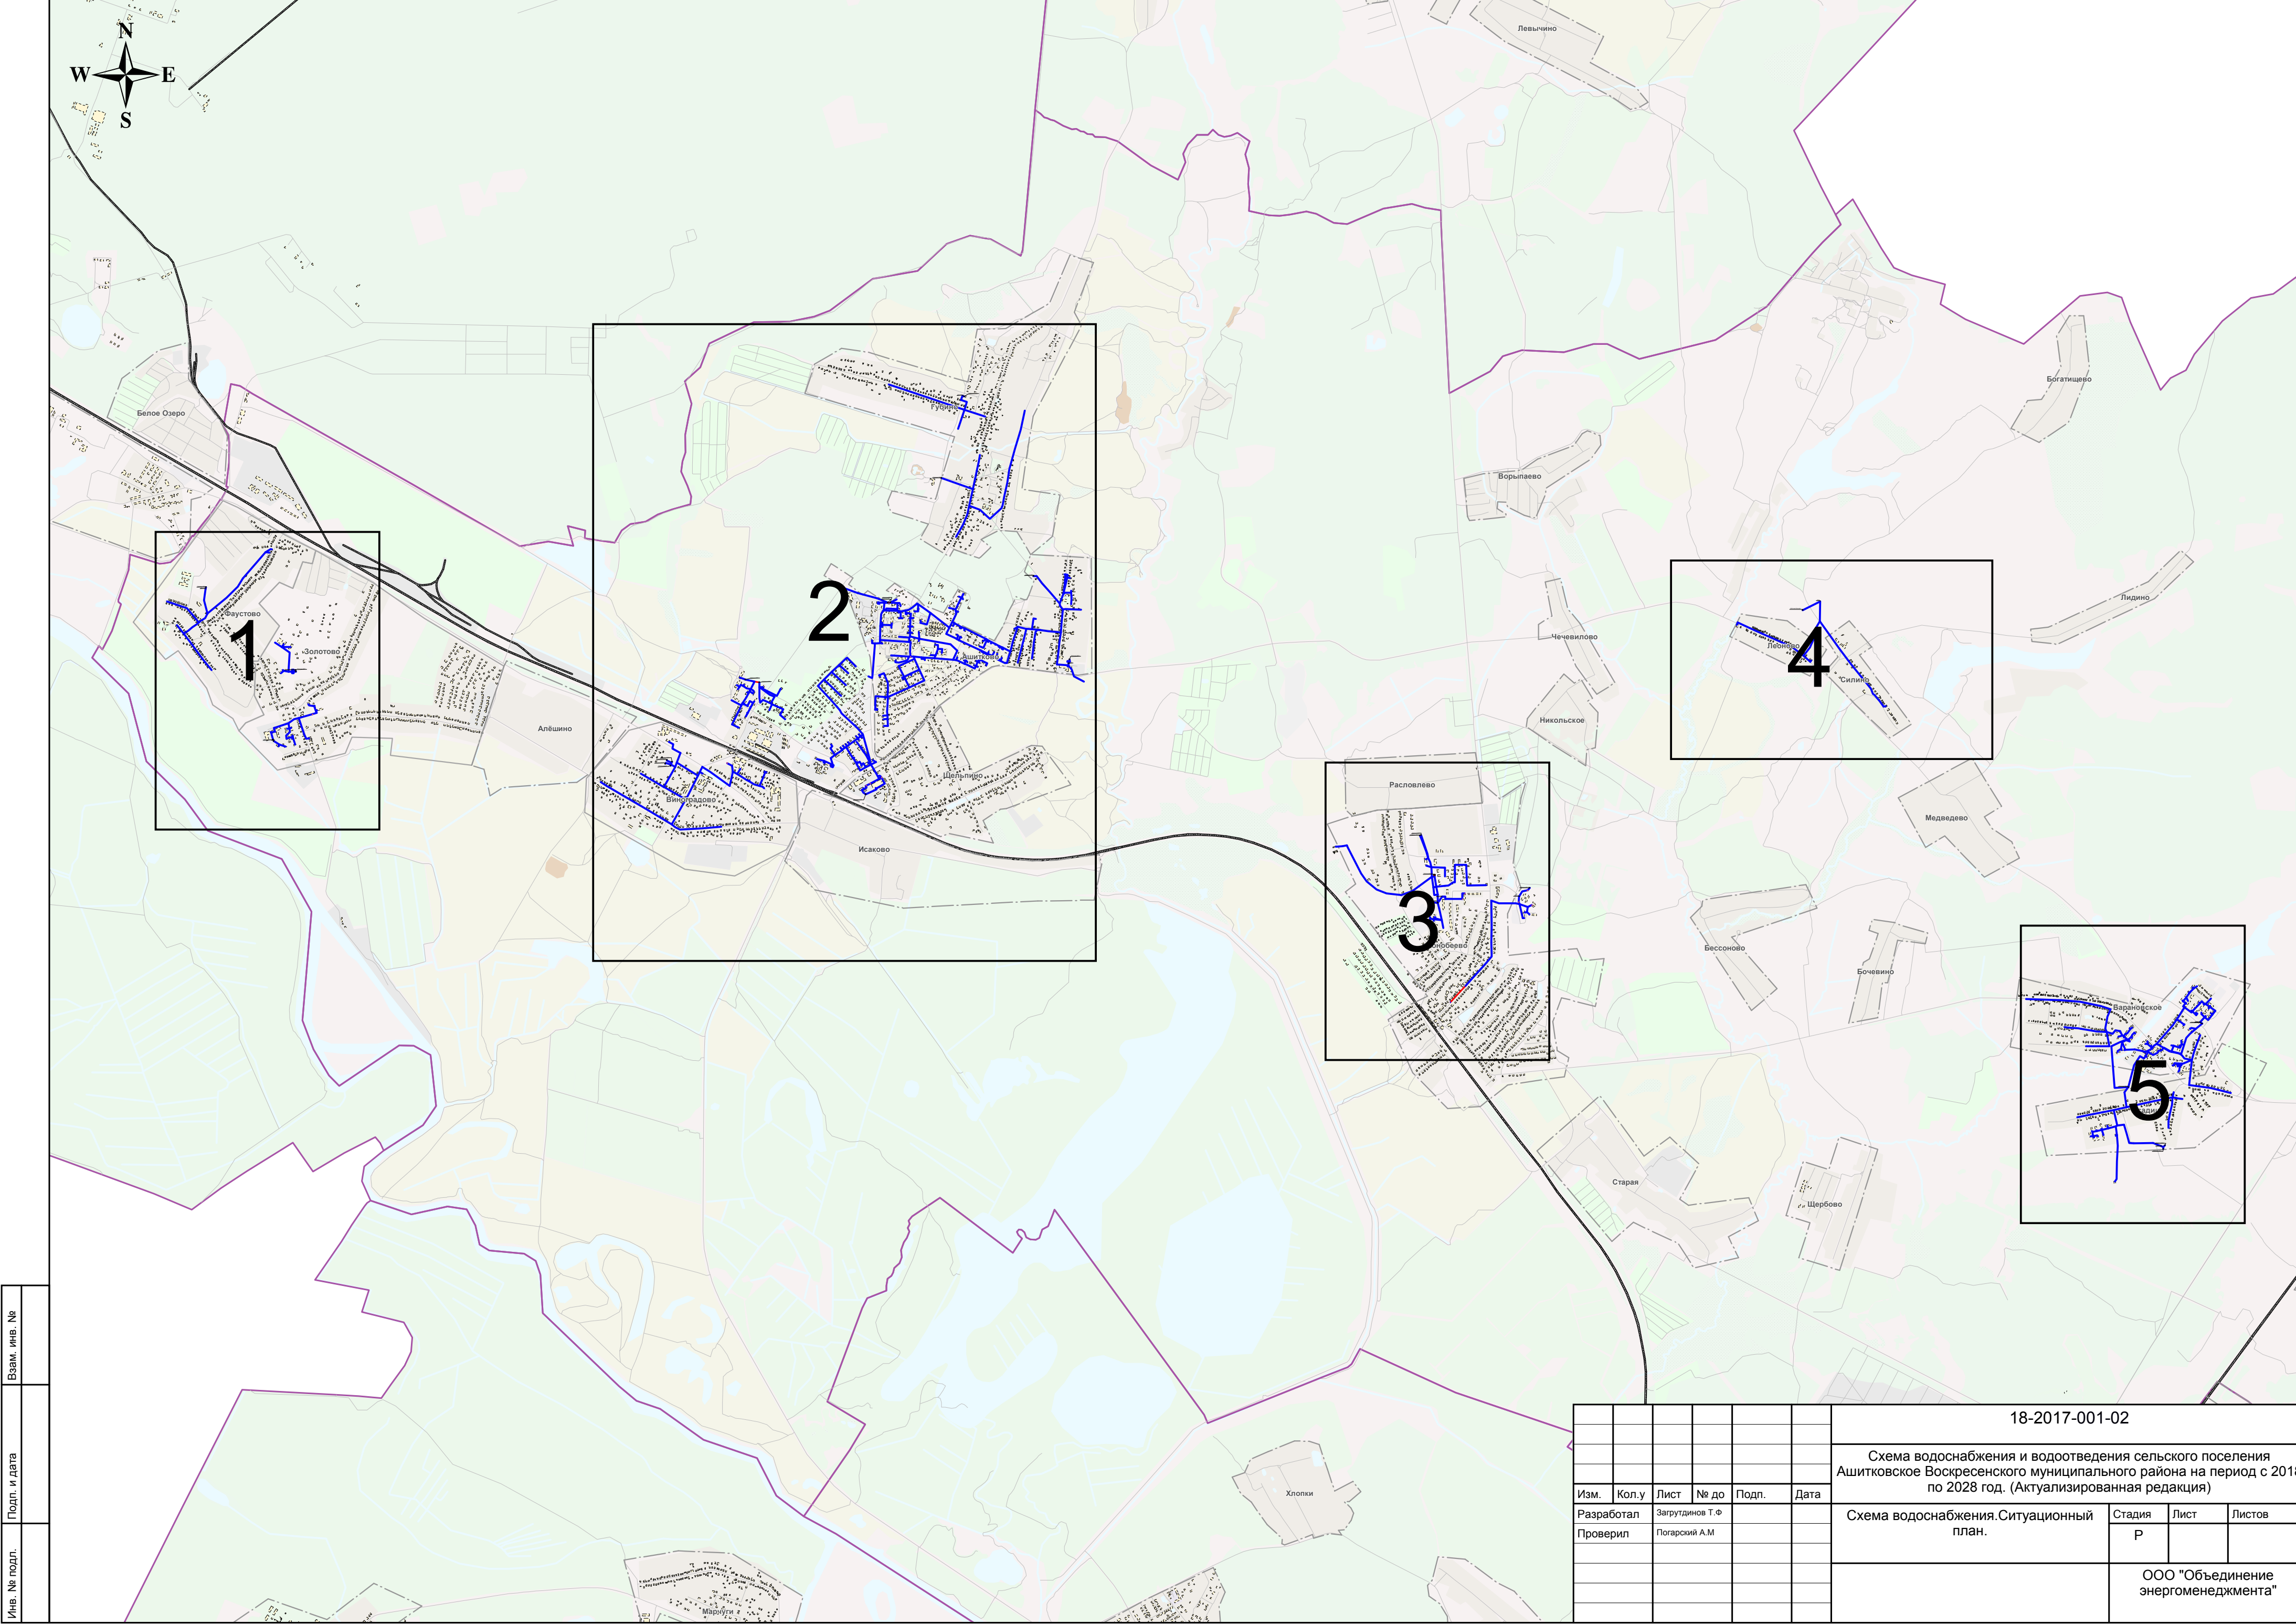 N
W E
S
Левычино
Богатищево
Белое Озеро
Губино
Ворыпаево
1
Фаустово
Золотово
2
Ашитково
Чечевилово
Лидино
4
Леоново
Силино
Никольское
Алёшино
Щельпино
Виноградово
Исаково
Расловлево
Медведево
3
Бессоново
Бочевино
Барановское
5
Старая
Щербово
Хлопки
Марчуги
Взам. инв. №
Подп. и дата
Инв. № подл.
18-2017-001-02
Схема водоснабжения и водоотведения сельского поселения
Ашитковское Воскресенского муниципального района на период с 2018
по 2028 год. (Актуализированная редакция)
Изм. Кол.у Лист № до Подп. Дата
Разработал Загрутдинов Т.Ф
Проверил Погарский А.М
Схема водоснабжения.Ситуационный
план.
Стадия Лист Листов
Р
ООО "Объединение
энергоменеджмента"